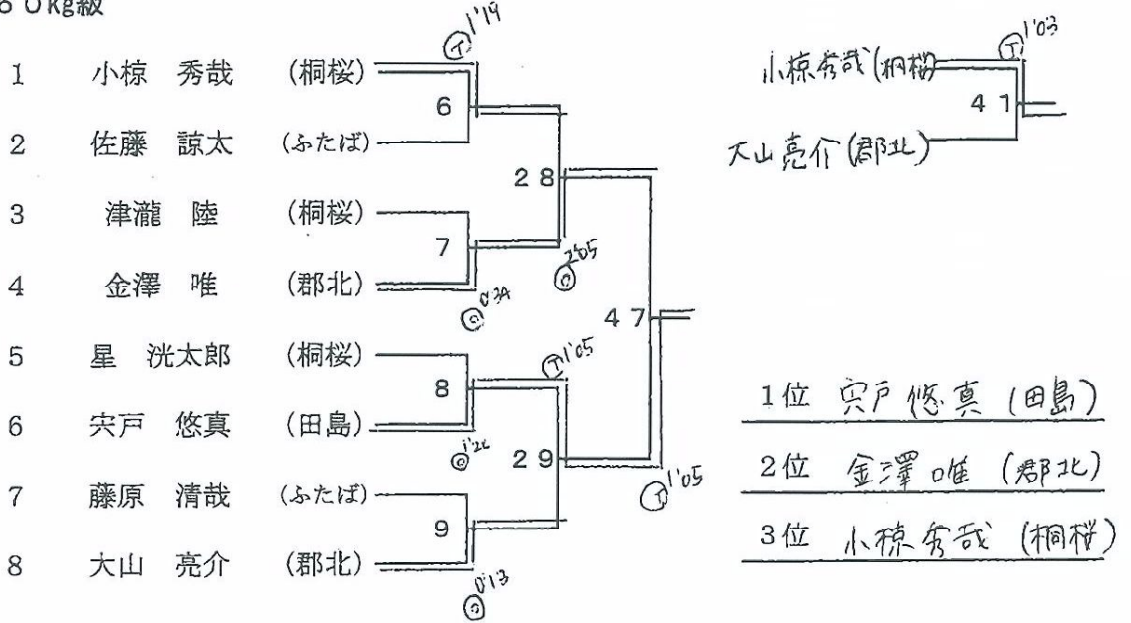 0kg級
1 小椋 秀哉 (桐桜)
2 佐藤 諒太 (ふたば)
3 津瀧 陸 (桐桜)
4 金澤 唯 (郡北)
5 星 洸太郎 (桐桜)
6 宍戸 悠真 (田島)
7 藤原 清哉 (ふたば)
8 大山 亮介 (郡北)
T 1'19
6
7
0'34
8
9
0'13
28
2'05
T 1'05
29
47
T 1'05
小椋秀哉(桐桜)
T 1'03
41
大山亮介(郡北)
1位 宍戸悠真 (田島)
2位 金澤唯 (郡北)
3位 小椋秀哉 (桐桜)